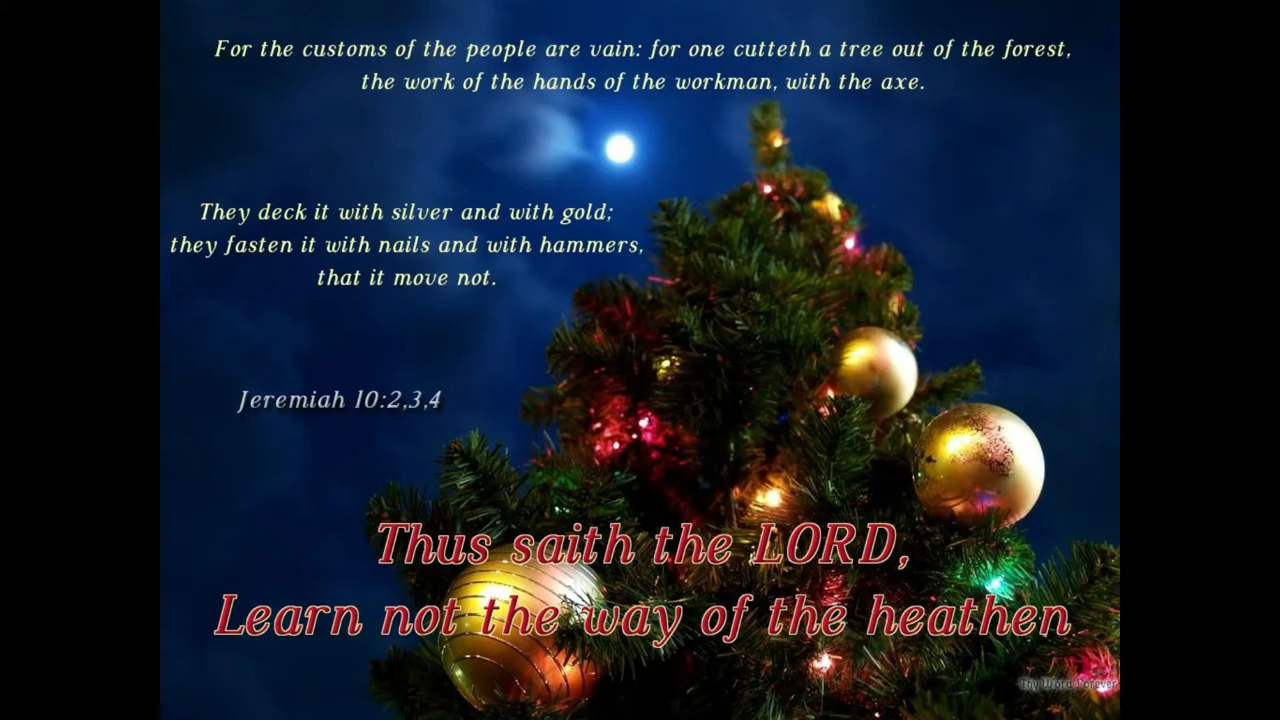 For the customs of the people are vain: for one cutteth a tree out of the forest,
the work of the hands of the workman, with the axe.
They deck it with silver and with gold;
they fasten it with nails and with hammers,
that it move not.
Jeremiah 10:2,3,4
Thus saith the LORD,
Learn not the way of the heathen
Thy Word Forever